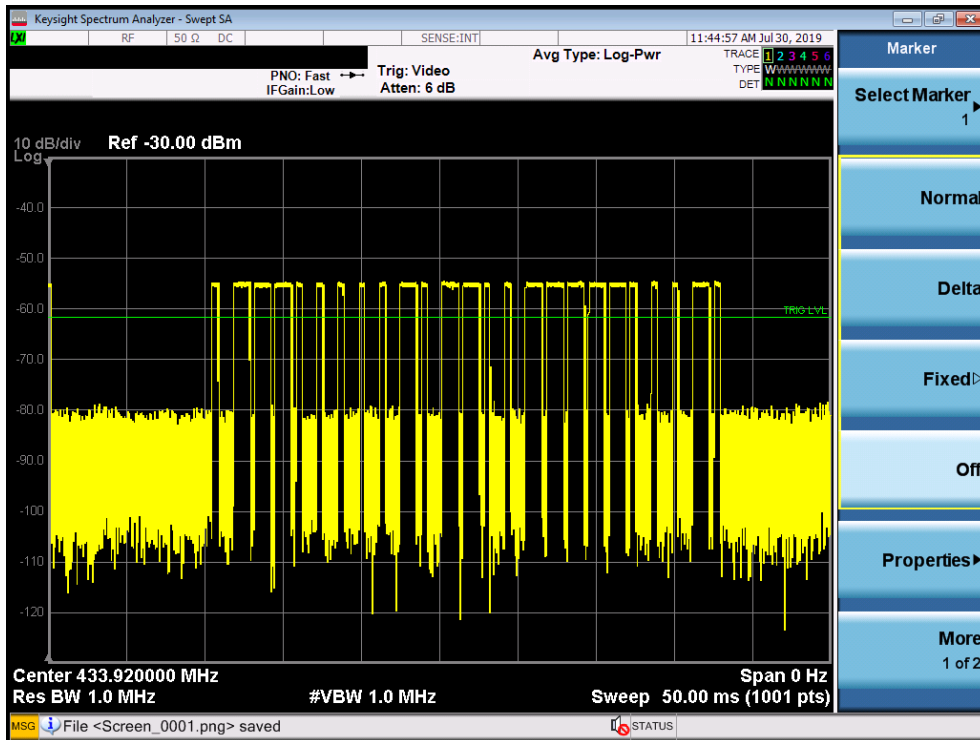 Keysight Spectrum Analyzer - Swept SA
LXI RF 50 Ω DC SENSE:INT 11:44:57 AM Jul 30, 2019
PNO: Fast
IFGain:Low
Trig: Video
Atten: 6 dB
Avg Type: Log-Pwr
TRACE 1 2 3 4 5 6
TYPE WWWWWW
DET N N N N N N
10 dB/div
Log
Ref -30.00 dBm
-40.0
-50.0
-60.0
-70.0
-80.0
-90.0
-100
-110
-120
TRIG LVL
Center 433.920000 MHz
Span 0 Hz
Res BW 1.0 MHz
#VBW 1.0 MHz
Sweep 50.00 ms (1001 pts)
MSG File <Screen_0001.png> saved
STATUS
Marker
Select Marker
1
Normal
Delta
Fixed
Off
Properties
More
1 of 2